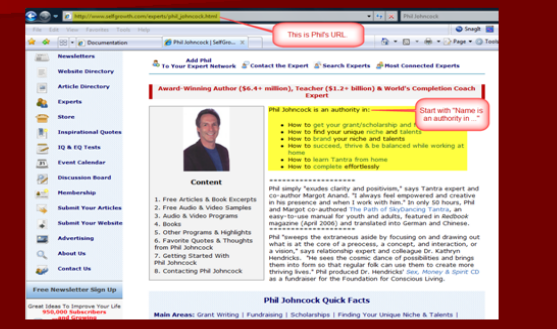 http://www.selfgrowth.com/experts/phil_johncock.html
Phil Johncock
This is Phil's URL.
SnagIt
File Edit View Favorites Tools Help
Documentation
Phil Johncock | SelfGro...
Page
Tools
Newsletters
Website Directory
Article Directory
Experts
Store
Inspirational Quotes
IQ & EQ Tests
Event Calendar
Discussion Board
Membership
Submit Your Articles
Submit Your Website
Advertising
About Us
Contact Us
Free Newsletter Sign Up
Great Ideas To Improve Your Life
950,000 Subscribers
...and Growing
Add Phil
To Your Expert Network
Contact the Expert
Search Experts
Most Connected Experts
Award-Winning Author ($6.4+ million), Teacher ($1.2+ billion) & World's Completion Coach
Expert
Phil Johncock is an authority in:
Start with "Name is
an authority in ..."
How to get your grant/scholarship and f
How to find your unique niche and talents
How to brand your niche and talents
How to succeed, thrive & be balanced while working at
home
How to learn Tantra from home
How to complete effortlessly
Content
1. Free Articles & Book Excerpts
2. Free Audio & Video Samples
3. Audio & Video Programs
4. Books
5. Other Programs & Highlights
6. Favorite Quotes & Thoughts
from Phil Johncock
7. Getting Started With
Phil Johncock
8. Contacting Phil Johncock
====================
Phil simply "exudes clarity and positivism," says Tantra expert and
co-author Margot Anand. "I always feel empowered and creative
in his presence and when I work with him." In only 50 hours, Phil
and Margot co-authored The Path of SkyDancing Tantra, an
easy-to-use manual for youth and adults, featured in Redbook
magazine (April 2006) and translated into German and Chinese.
====================
Phil "sweeps the extraneous aside by focusing on and drawing out
what is at the core of a preocess, a concept, an interaction, or
a vision," says relationship expert and colleague Dr. Kathryn
Hendricks. "He sees the cosmic dance of possibilities and brings
them into form so that regular folk can use them to create more
thriving lives." Phil produced Dr. Hendricks' Sex, Money & Spirit CD
as a fundraiser for the Foundation for Conscious Living.
Phil Johncock Quick Facts
Main Areas: Grant Writing | Fundraising | Scholarships | Finding Your Unique Niche & Talents |